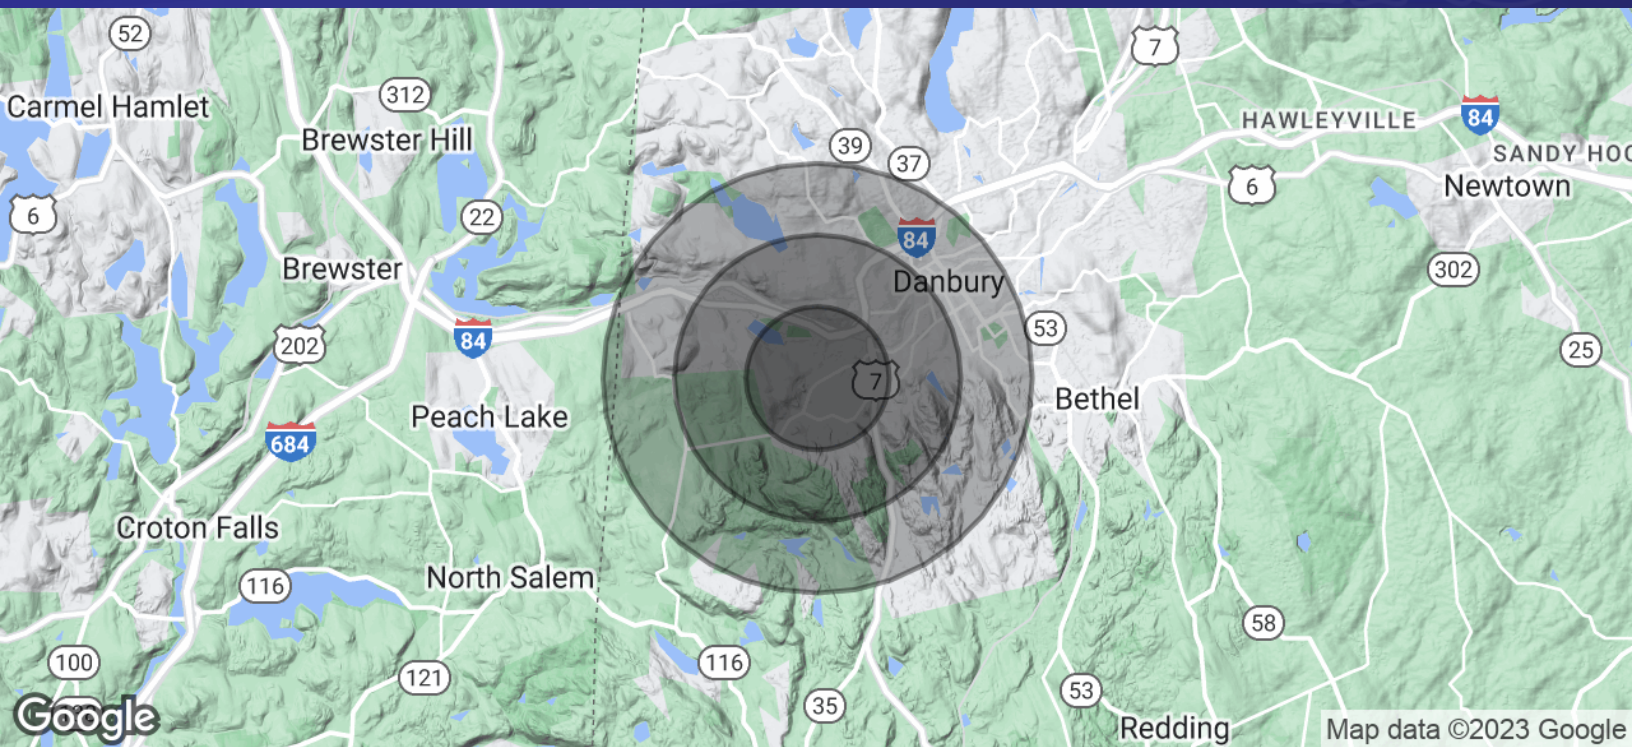 52
7
312
Carmel Hamlet
84
HAWLEYVILLE
Brewster Hill
39
37
SANDY HOO
Newtown
6
6
22
84
302
Brewster
Danbury
53
84
202
25
7
Bethel
Peach Lake
684
Croton Falls
North Salem
116
58
100
116
121
53
35
Google
Redding
Map data ©2023 Google